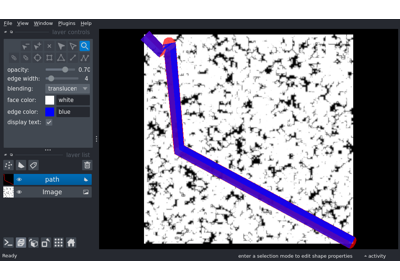 File View Window Plugins Help
layer controls
opacity: 0.70
edge width: 4
blending: translucen
face color: white
edge color: blue
display text: ✓
layer list
path
Image
Ready enter a selection mode to edit shape properties activity